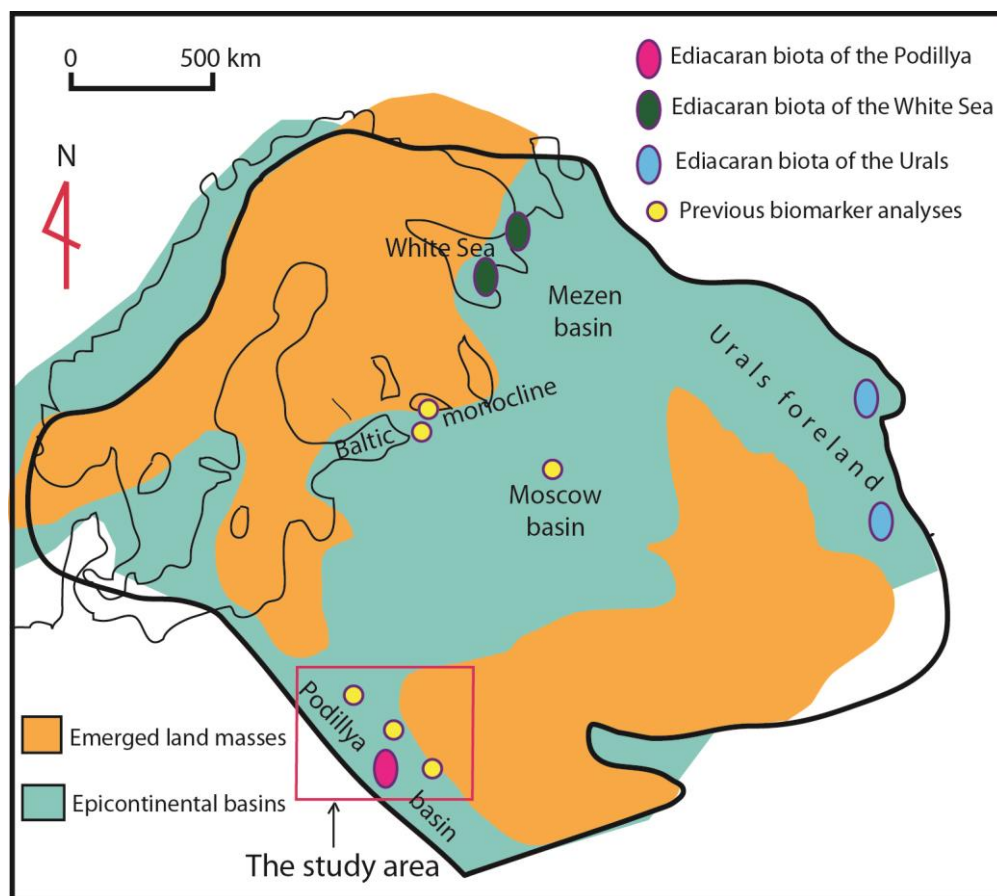 0 500 km
N
Ediacaran biota of the Podillya
Ediacaran biota of the White Sea
Ediacaran biota of the Urals
Previous biomarker analyses
White Sea
Mezen
basin
Urals foreland
Baltic monocline
Moscow
basin
Podillya basin
Emerged land masses
Epicontinental basins
The study area